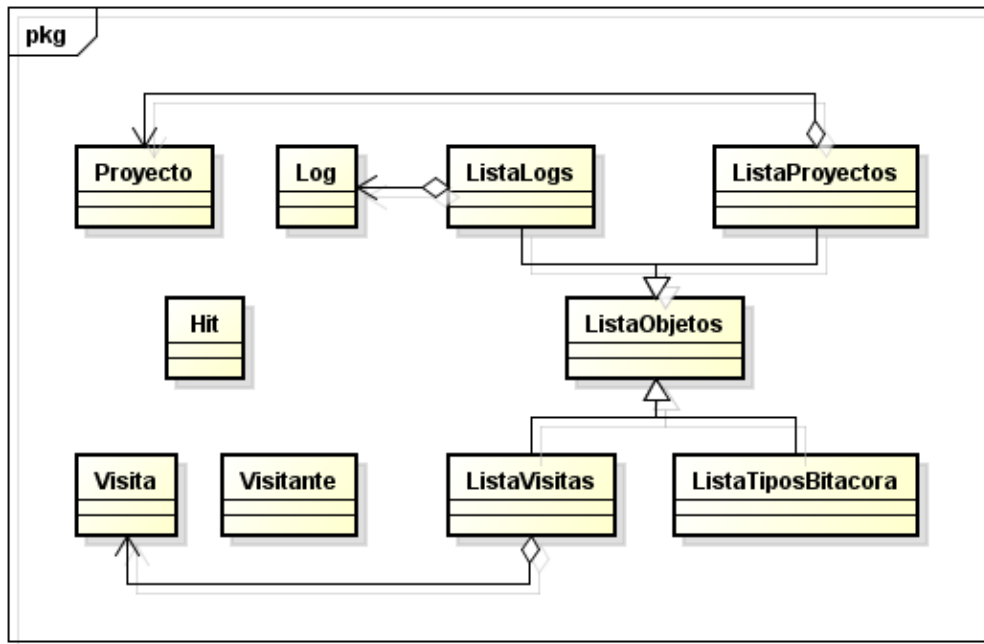 pkg
Proyecto
Log
ListaLogs
ListaProyectos
Hit
ListaObjetos
Visita
Visitante
ListaVisitas
ListaTiposBitacora